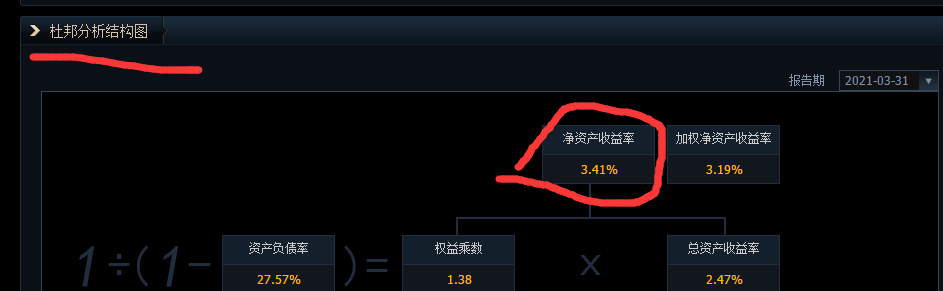 杜邦分析结构图
报告期 2021-03-31
净资产收益率 加权净资产收益率
3.41% 3.19%
资产负债率 权益乘数 总资产收益率
1÷(1- 27.57% )= 1.38 x 2.47%